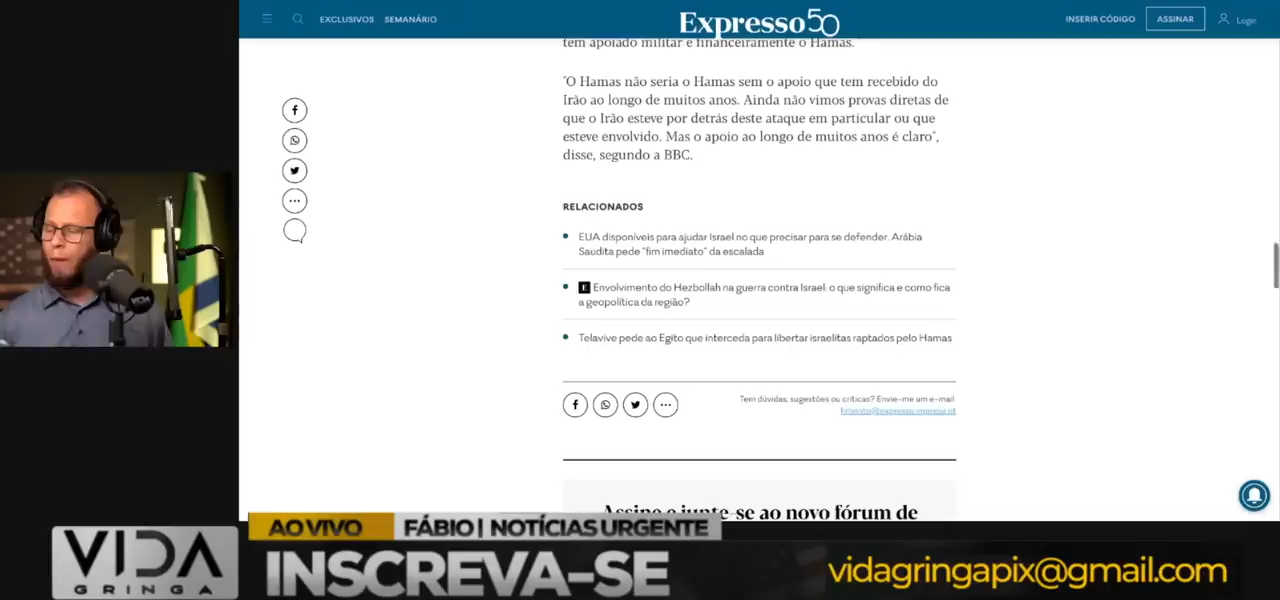 EXCLUSIVOS SEMANÁRIO
Expresso50
INSERIR CÓDIGO ASSINAR Login
tem apoiado militar e financeiramente o Hamas."
"O Hamas não seria o Hamas sem o apoio que tem recebido do
Irão ao longo de muitos anos. Ainda não vimos provas diretas de
que o Irão esteve por detrás deste ataque em particular ou que
esteve envolvido. Mas o apoio ao longo de muitos anos é claro",
disse, segundo a BBC.
RELACIONADOS
EUA disponíveis para ajudar Israel no que precisar para se defender. Arábia
Saudita pede "fim imediato" da escalada
E Envolvimento do Hezbollah na guerra contra Israel: o que significa e como fica
a geopolítica da região?
Telavive pede ao Egito que interceda para libertar israelitas raptados pelo Hamas
Tem dúvidas, sugestões ou críticas? Envie-me um e-mail:
Assine e junte-se ao novo fórum de
VIDA
AO VIVO FÁBIO | NOTÍCIAS URGENTE
VIDA
GRINGA
INSCREVA-SE
vidagringapix@gmail.com